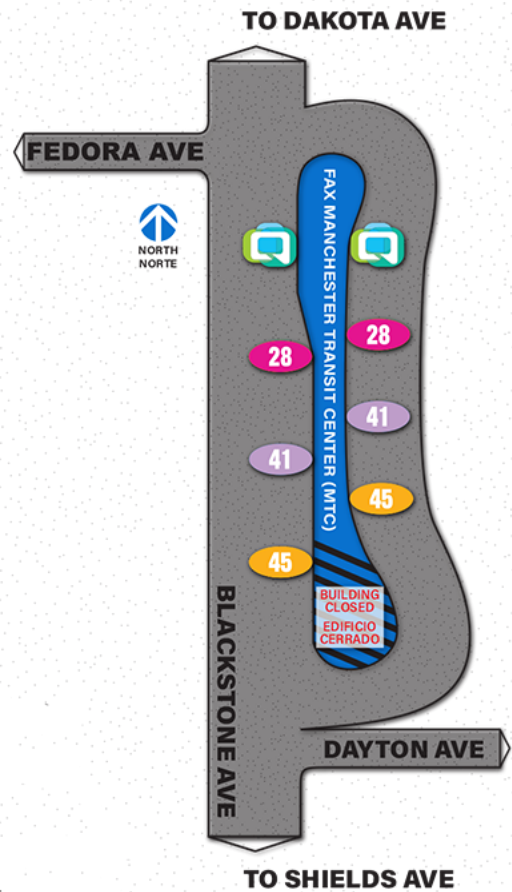 TO DAKOTA AVE
FEDORA AVE
NORTH
NORTE
FAX MANCHESTER TRANSIT CENTER (MTC)
Q
Q
28
28
41
41
45
45
BUILDING
CLOSED
EDIFICIO
CERRADO
BLACKSTONE AVE
DAYTON AVE
TO SHIELDS AVE